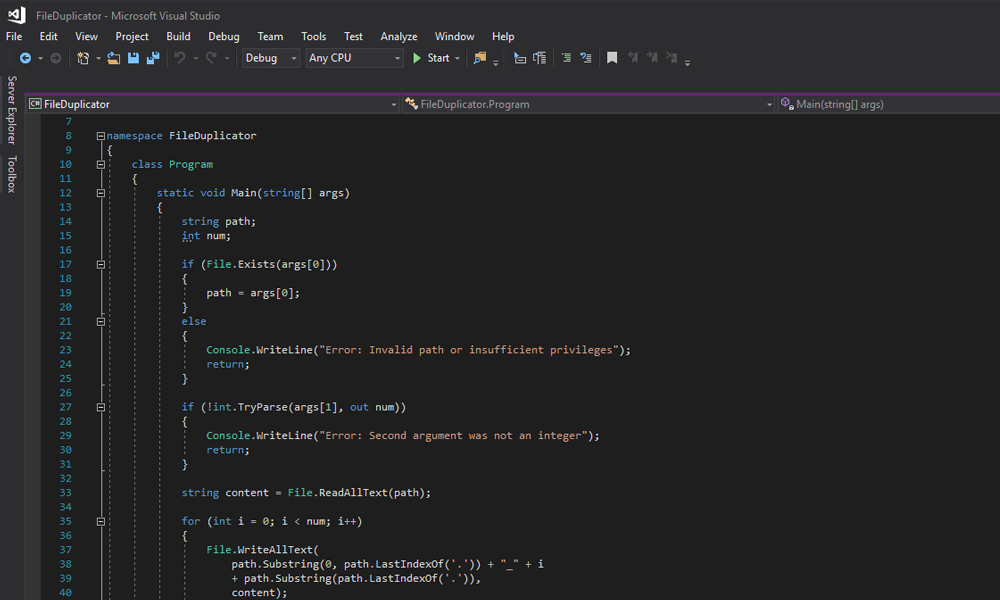 FileDuplicator - Microsoft Visual Studio
File Edit View Project Build Debug Team Tools Test Analyze Window Help
Debug Any CPU Start
Server Explorer
Toolbox
C# FileDuplicator FileDuplicator.Program Main(string[] args)
7
8 namespace FileDuplicator
9 {
10 class Program
11 {
12 static void Main(string[] args)
13 {
14 string path;
15 int num;
16
17 if (File.Exists(args[0]))
18 {
19 path = args[0];
20 }
21 else
22 {
23 Console.WriteLine("Error: Invalid path or insufficient privileges");
24 return;
25 }
26
27 if (!int.TryParse(args[1], out num))
28 {
29 Console.WriteLine("Error: Second argument was not an integer");
30 return;
31 }
32
33 string content = File.ReadAllText(path);
34
35 for (int i = 0; i < num; i++)
36 {
37 File.WriteAllText(
38 path.Substring(0, path.LastIndexOf('.')) + "_" + i
39 + path.Substring(path.LastIndexOf('.')),
40 content);